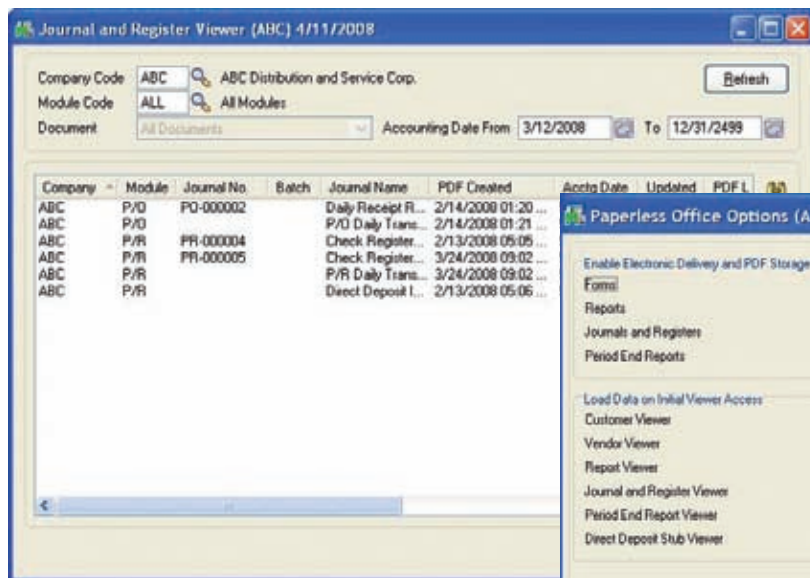 Journal and Register Viewer (ABC) 4/11/2008
Company Code ABC ABC Distribution and Service Corp. Refresh
Module Code ALL All Modules
Document All Documents Accounting Date From 3/12/2008 To 12/31/2499
Company Module Journal No. Batch Journal Name PDF Created Acctg Date Updated PDF L
ABC P/O PO-000002 Daily Receipt R... 2/14/2008 01:20 ...
ABC P/O P/O Daily Trans... 2/14/2008 01:21 ...
ABC P/R PR-000004 Check Register... 2/13/2008 05:05 ...
ABC P/R PR-000005 Check Register... 3/24/2008 09:02 ...
ABC P/R P/R Daily Trans... 3/24/2008 09:02 ...
ABC P/R Direct Deposit I... 2/13/2008 05:06 ...
Paperless Office Options (A
Enable Electronic Delivery and PDF Storage
Forms
Reports
Journals and Registers
Period End Reports
Load Data on Initial Viewer Access
Customer Viewer
Vendor Viewer
Report Viewer
Journal and Register Viewer
Period End Report Viewer
Direct Deposit Stub Viewer